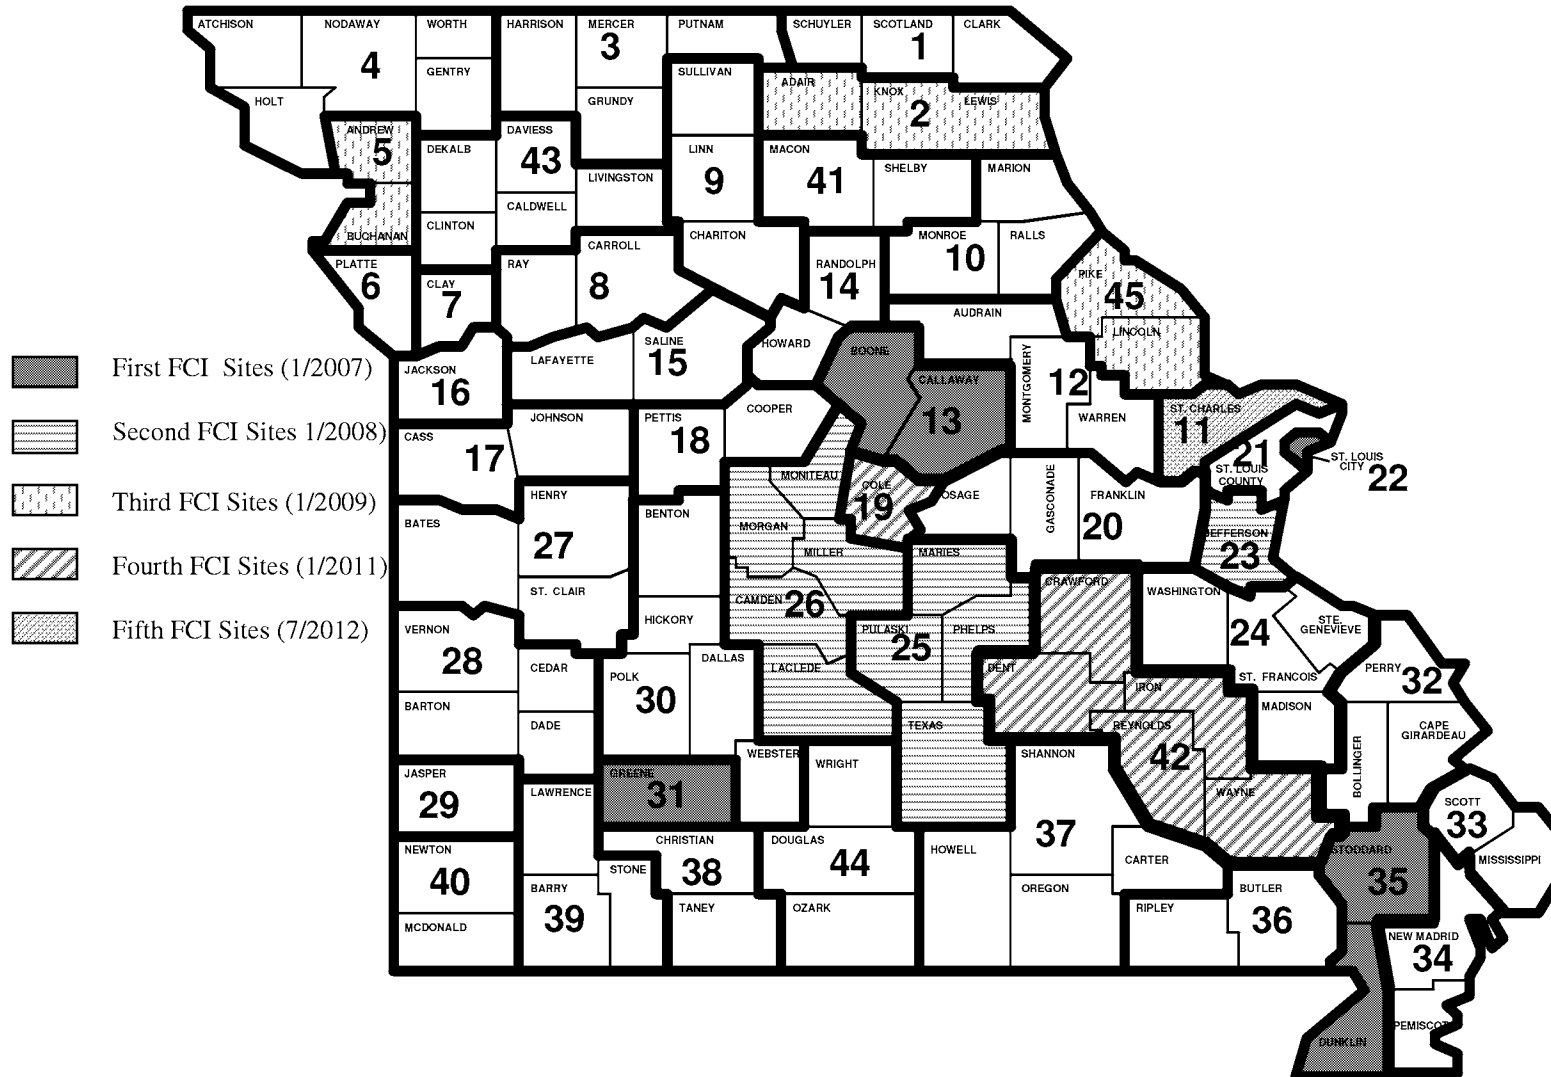 ATCHISON
NODAWAY
WORTH
HARRISON
MERCER
PUTNAM
SCHUYLER
SCOTLAND
CLARK
4
3
1
GENTRY
SULLIVAN
ADAIR
KNOX
LEWIS
HOLT
GRUNDY
2
ANDREW
5
DEKALB
DAVIESS
43
LINN
9
MACON
41
SHELBY
MARION
LIVINGSTON
CALDWELL
CLINTON
BUCHANAN
CARROLL
CHARITON
MONROE
10
RALLS
PLATTE
6
CLAY
7
RAY
8
RANDOLPH
14
PIKE
45
AUDRAIN
LINCOLN
First FCI Sites (1/2007)
JACKSON
16
LAFAYETTE
SALINE
15
HOWARD
BOONE
CALLAWAY
13
MONTGOMERY
12
WARREN
Second FCI Sites 1/2008)
CASS
17
JOHNSON
PETTIS
18
COOPER
ST. CHARLES
11
21
ST. LOUIS
COUNTY
ST. LOUIS
CITY
22
MONITEAU
COLE
19
OSAGE
GASCONADE
FRANKLIN
20
Third FCI Sites (1/2009)
BATES
HENRY
27
BENTON
MORGAN
MILLER
MARIES
JEFFERSON
23
Fourth FCI Sites (1/2011)
ST. CLAIR
CAMDEN
26
CRAWFORD
WASHINGTON
Fifth FCI Sites (7/2012)
VERNON
28
HICKORY
PULASKI
25
PHELPS
24
STE.
GENEVIEVE
CEDAR
POLK
30
DALLAS
LACLEDE
DENT
IRON
ST. FRANCOIS
PERRY
32
BARTON
DADE
TEXAS
REYNOLDS
42
MADISON
BOLLINGER
CAPE
GIRARDEAU
JASPER
29
LAWRENCE
GREENE
31
WEBSTER
WRIGHT
SHANNON
WAYNE
SCOTT
33
NEWTON
40
CHRISTIAN
38
DOUGLAS
44
HOWELL
37
CARTER
STODDARD
35
MISSISSIPPI
STONE
BARRY
39
TANEY
OZARK
OREGON
RIPLEY
BUTLER
36
MCDONALD
NEW MADRID
34
PEMISCOT
DUNKLIN